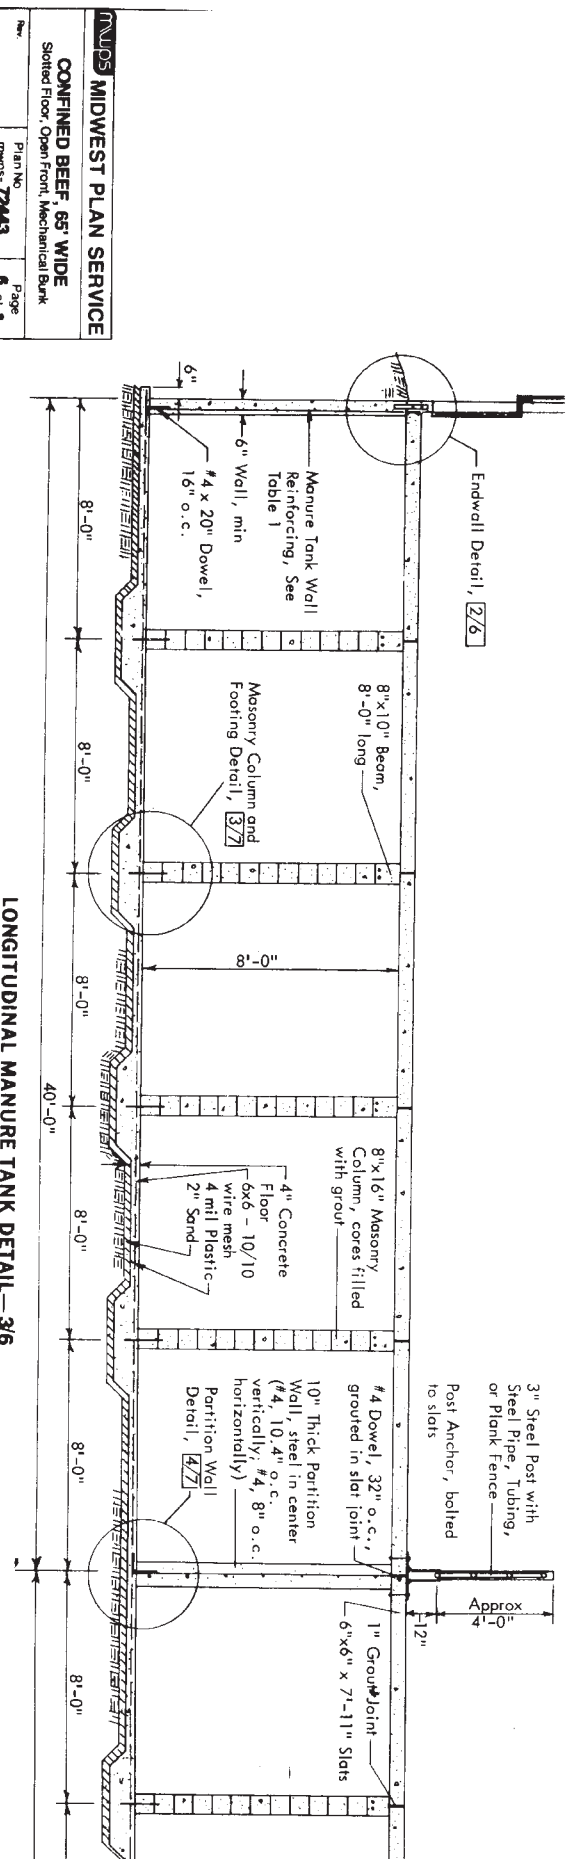 mwps MIDWEST PLAN SERVICE
CONFINED BEEF, 65' WIDE
Slotted Floor, Open Front, Mechanical Bunk
Rev.
Plan No
mwps- 72443
Page
Endwall Detail, 2/6
6"
Manure Tank Wall
Reinforcing, See
Table 1
6" Wall, min
#4 x 20" Dowel,
16" o.c.
8"x10" Beam,
8'-0" long
Masonry Column and
Footing Detail, 3/7
8'-0"
8"x16" Masonry
Column, cores filled
with grout
4" Concrete
Floor
6x6 - 10/10
wire mesh
4 mil Plastic
2" Sand
3" Steel Post with
Steel Pipe, Tubing,
or Plank Fence
Post Anchor, bolted
to slats
#4 Dowel, 32" o.c.,
grouted in slat joint
10" Thick Partition
Wall, steel in center
(#4, 10.4" o.c.
vertically; #4, 8" o.c.
horizontally)
Partition Wall
Detail, 4/7
Approx
4'-0"
12"
1" Grout Joint
6"x6" x 7'-11" Slats
8'-0"
8'-0"
8'-0"
8'-0"
8'-0"
8'-0"
40'-0"
LONGITUDINAL MANURE TANK DETAIL—3/6